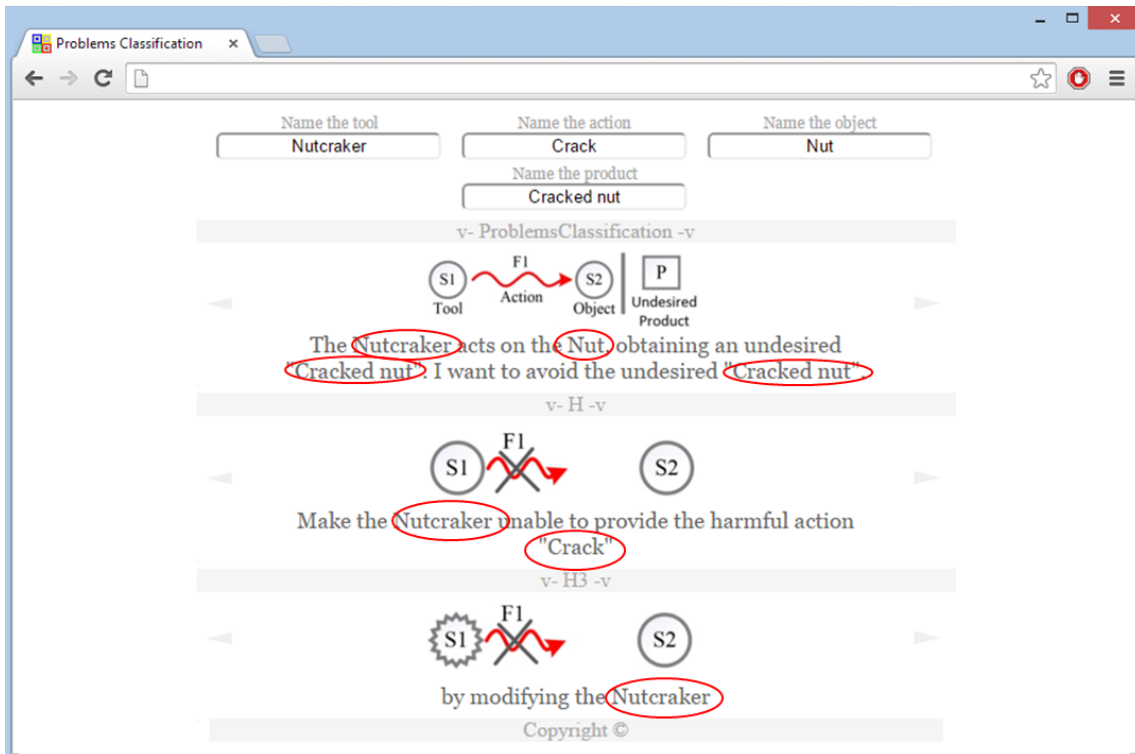 Problems Classification
Name the tool Name the action Name the object
Nutcraker Crack Nut
Name the product
Cracked nut
v- ProblemsClassification -v
S1 F1 S2 P
Tool Action Object Undesired
Product
The Nutcraker acts on the Nut, obtaining an undesired
"Cracked nut". I want to avoid the undesired "Cracked nut".
v- H -v
S1 F1 S2
Make the Nutcraker unable to provide the harmful action
"Crack"
v- H3 -v
S1 F1 S2
by modifying the Nutcraker
Copyright ©